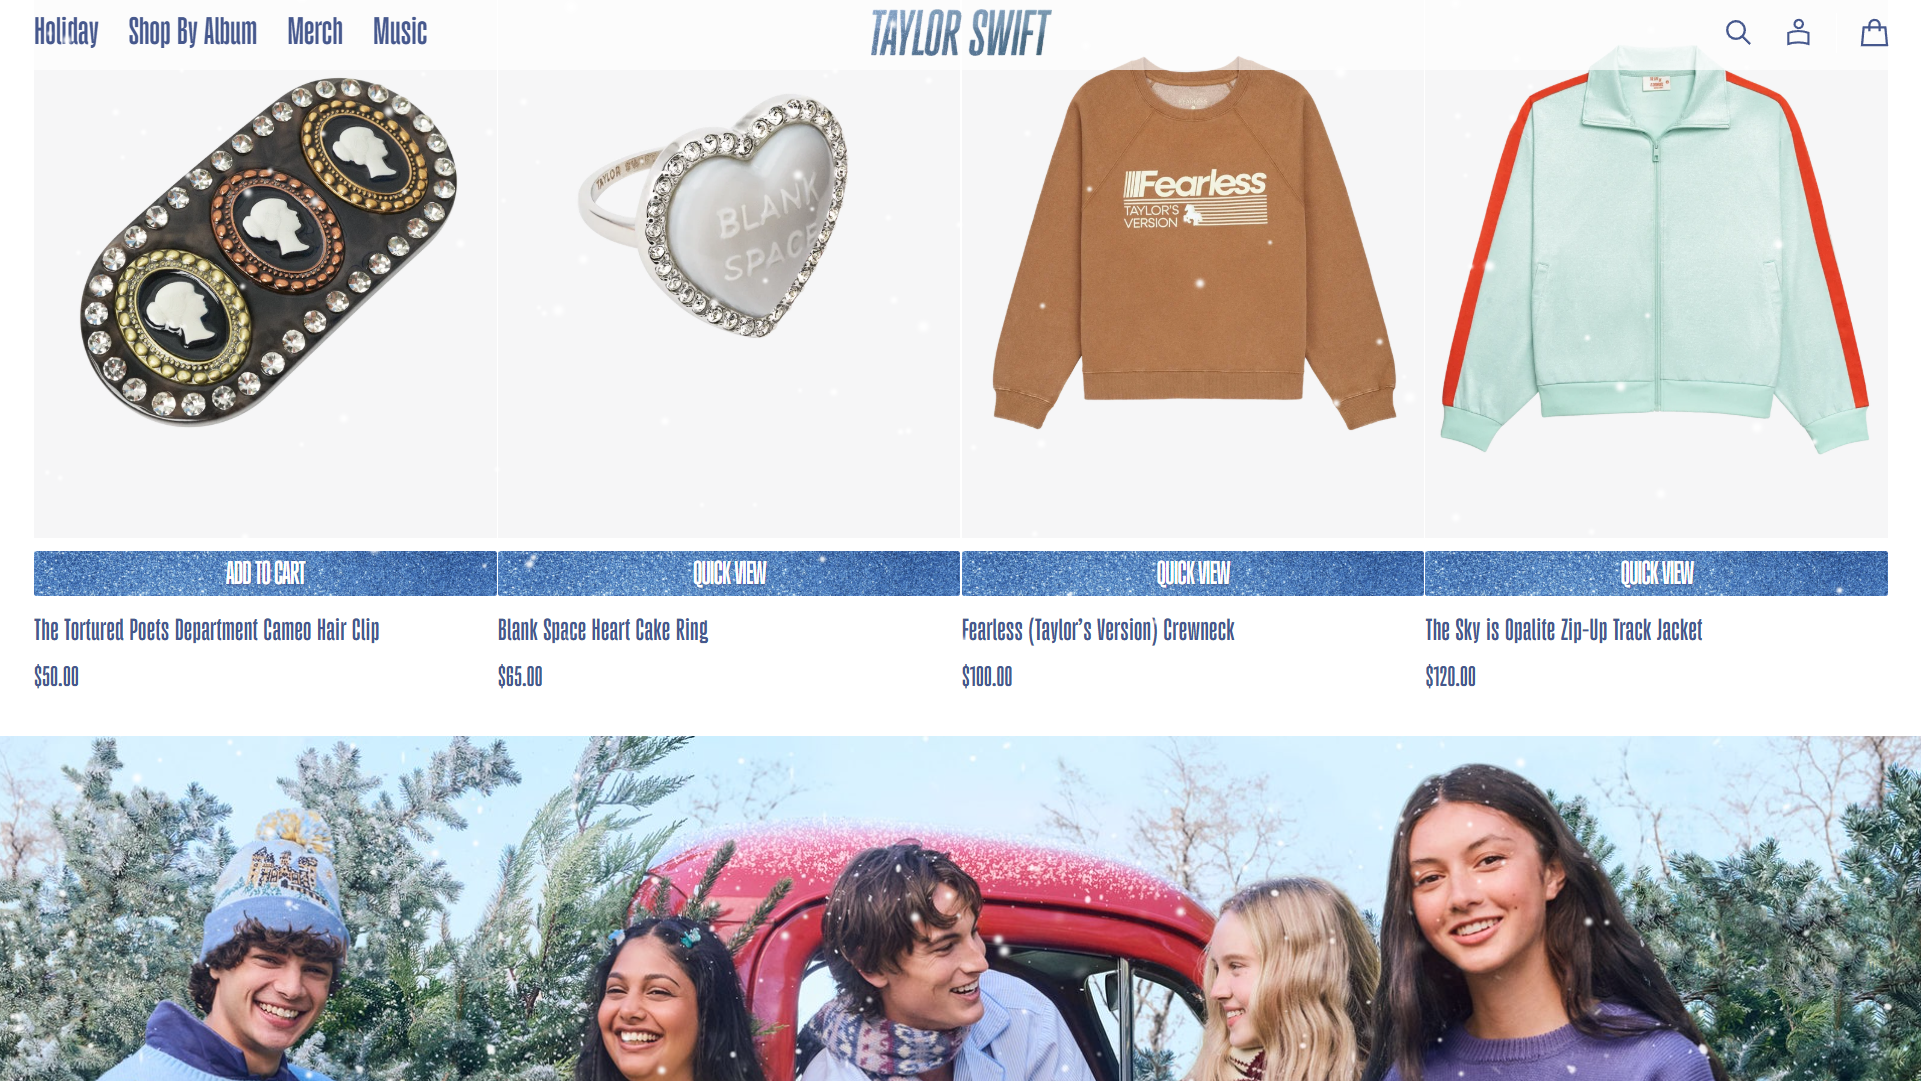 Holiday
Shop By Album
Merch
Music
TAYLOR SWIFT
TAYLOR SWIFT
BLANK
SPACE
Fearless
TAYLOR'S
VERSION
ADD TO CART
QUICK VIEW
QUICK VIEW
QUICK VIEW
The Tortured Poets Department Cameo Hair Clip
Blank Space Heart Cake Ring
Fearless (Taylor’s Version) Crewneck
The Sky is Opalite Zip-Up Track Jacket
$50.00
$65.00
$100.00
$120.00